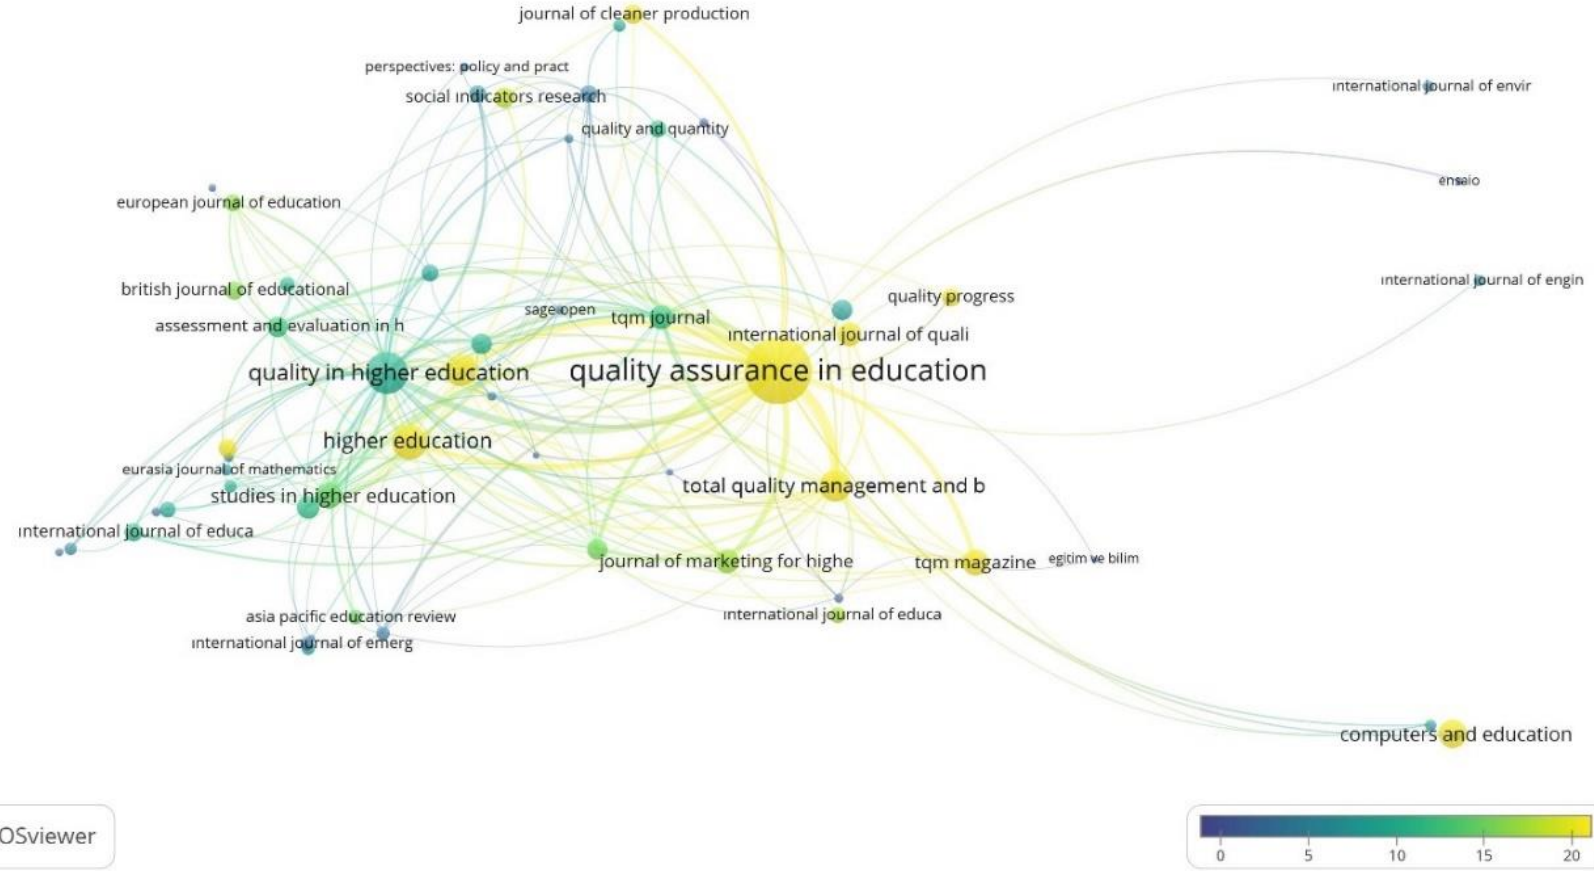 journal of cleaner production
perspectives: policy and pract
social indicators research
international journal of envir
quality and quantity
ensaio
european journal of education
international journal of engin
british journal of educational
quality progress
sage open
tqm journal
assessment and evaluation in h
international journal of quali
quality in higher education
quality assurance in education
higher education
eurasia journal of mathematics
total quality management and b
studies in higher education
international journal of educa
journal of marketing for highe
tqm magazine
egitim ve bilim
asia pacific education review
international journal of educa
international journal of emerg
computers and education
OSviewer
0 5 10 15 20